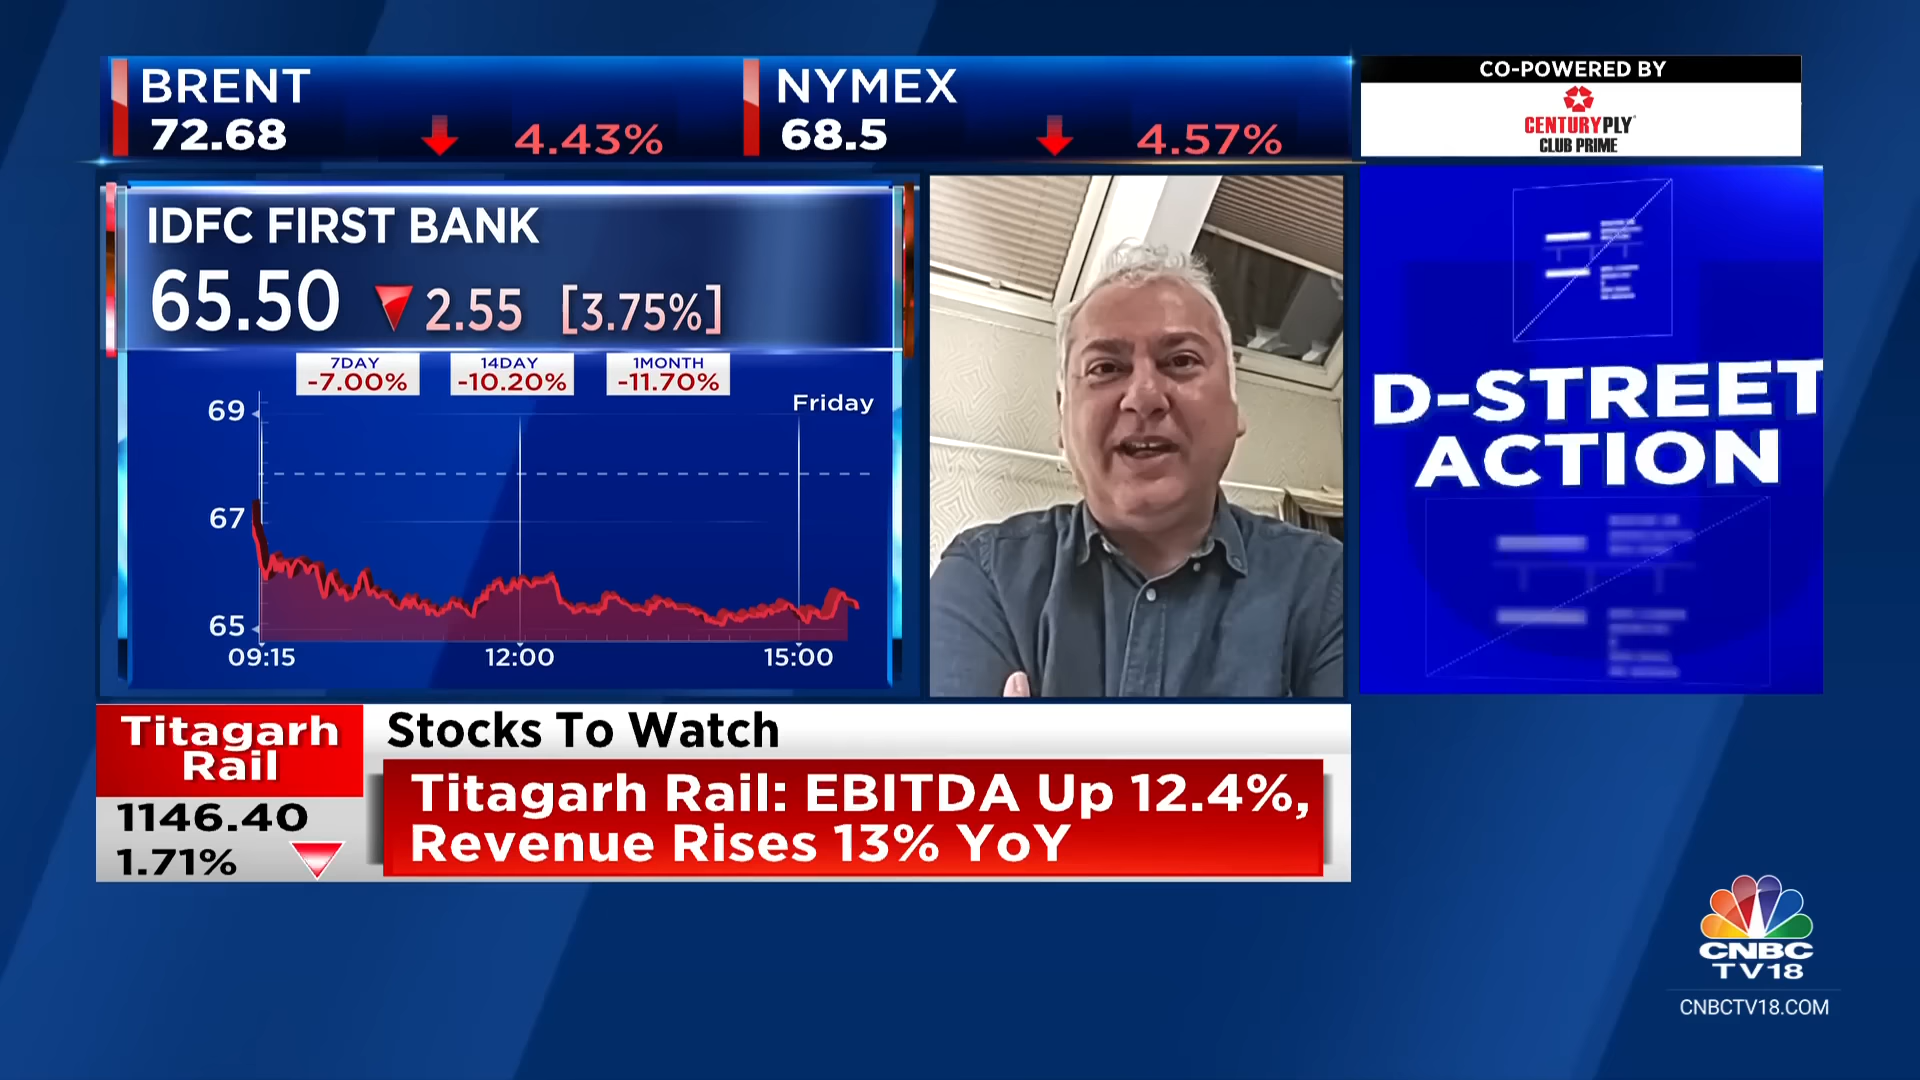 BRENT
72.68 4.43%
NYMEX
68.5 4.57%
CO-POWERED BY
CENTURYPLY
CLUB PRIME
IDFC FIRST BANK
65.50 2.55 [3.75%]
7DAY
-7.00%
14DAY
-10.20%
1MONTH
-11.70%
Friday
69
67
65
09:15 12:00 15:00
D-STREET
ACTION
Titagarh
Rail
1146.40
1.71%
Stocks To Watch
Titagarh Rail: EBITDA Up 12.4%,
Revenue Rises 13% YoY
CNBC
TV18
CNBCTV18.COM